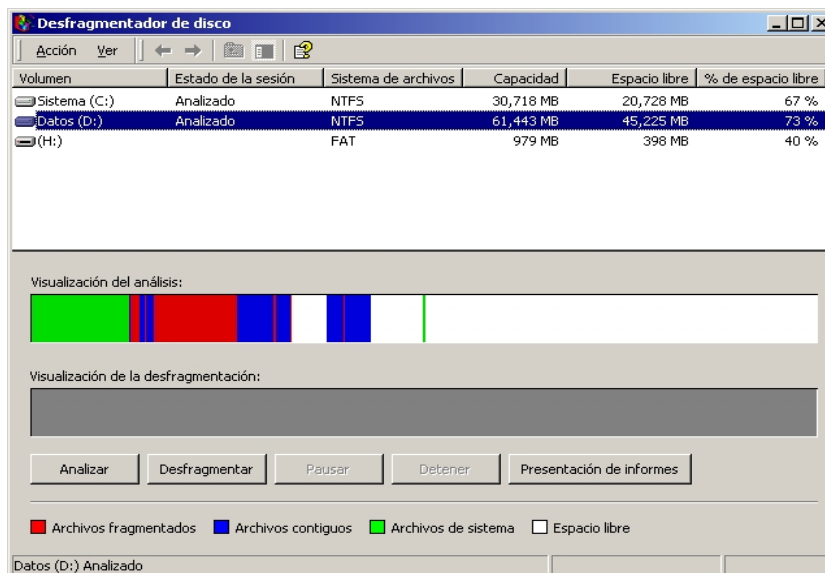 Desfragmentador de disco
Acción Ver
Volumen Estado de la sesión Sistema de archivos Capacidad Espacio libre % de espacio libre
Sistema (C:) Analizado NTFS 30,718 MB 20,728 MB 67 %
Datos (D:) Analizado NTFS 61,443 MB 45,225 MB 73 %
(H:) FAT 979 MB 398 MB 40 %
Visualización del análisis:
Visualización de la desfragmentación:
Analizar Desfragmentar Pausar Detener Presentación de informes
Archivos fragmentados Archivos contiguos Archivos de sistema Espacio libre
Datos (D:) Analizado